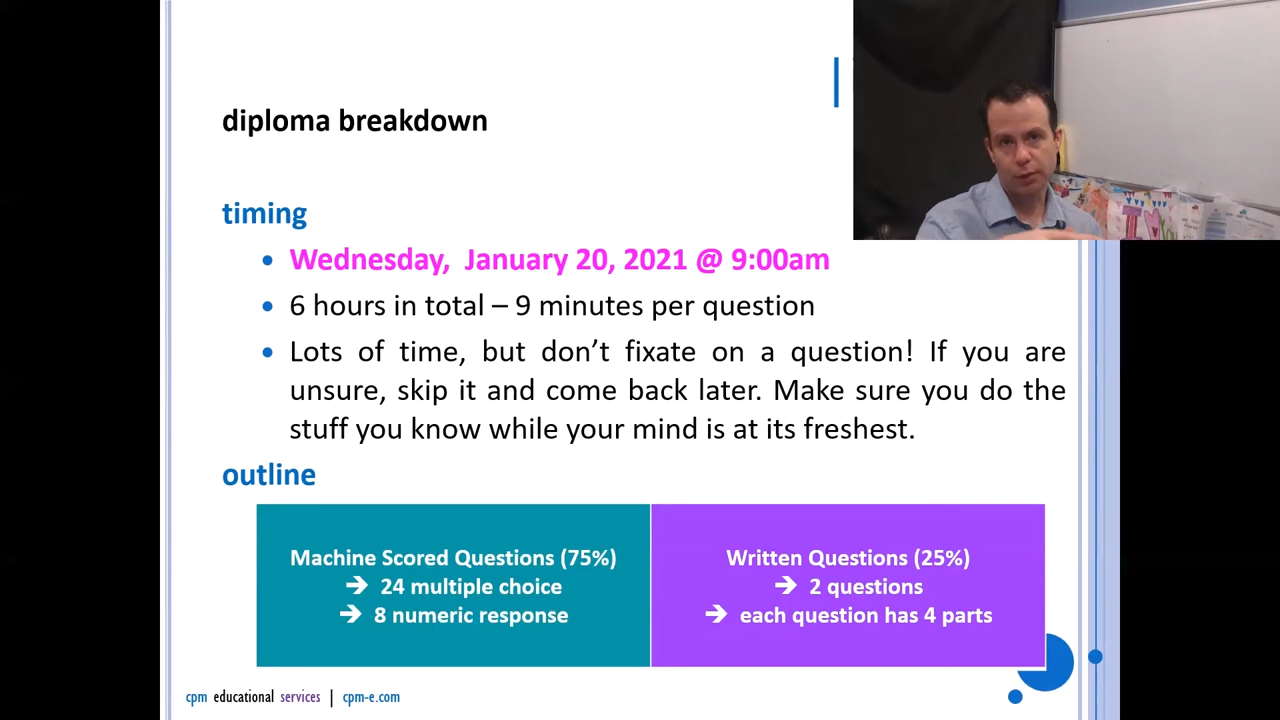 diploma breakdown
timing
• Wednesday, January 20, 2021 @ 9:00am
• 6 hours in total – 9 minutes per question
• Lots of time, but don’t fixate on a question! If you are
unsure, skip it and come back later. Make sure you do the
stuff you know while your mind is at its freshest.
outline
Machine Scored Questions (75%)
→ 24 multiple choice
→ 8 numeric response
Written Questions (25%)
→ 2 questions
→ each question has 4 parts
cpm educational services | cpm-e.com